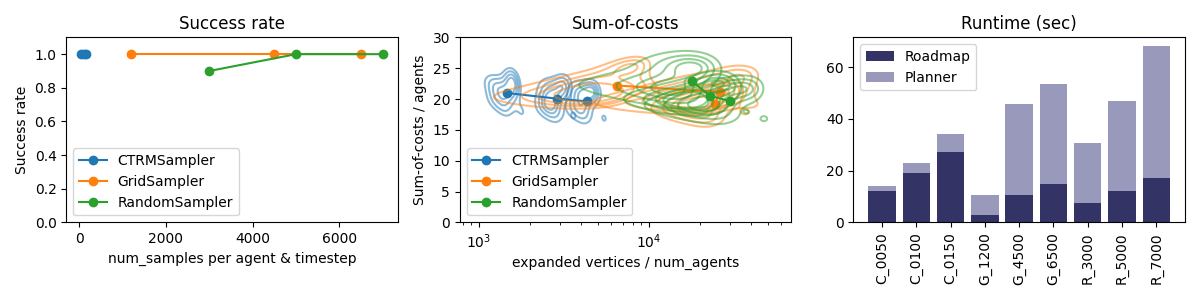 Success rate
Success rate
1.0
0.8
0.6
0.4
0.2
0.0
CTRMSampler
GridSampler
RandomSampler
0
2000
4000
6000
num_samples per agent & timestep
Sum-of-costs
Sum-of-costs / agents
30
25
20
15
10
5
0
CTRMSampler
GridSampler
RandomSampler
10³
10⁴
expanded vertices / num_agents
Runtime (sec)
60
40
20
0
Roadmap
Planner
C_0050
C_0100
C_0150
G_1200
G_4500
G_6500
R_3000
R_5000
R_7000